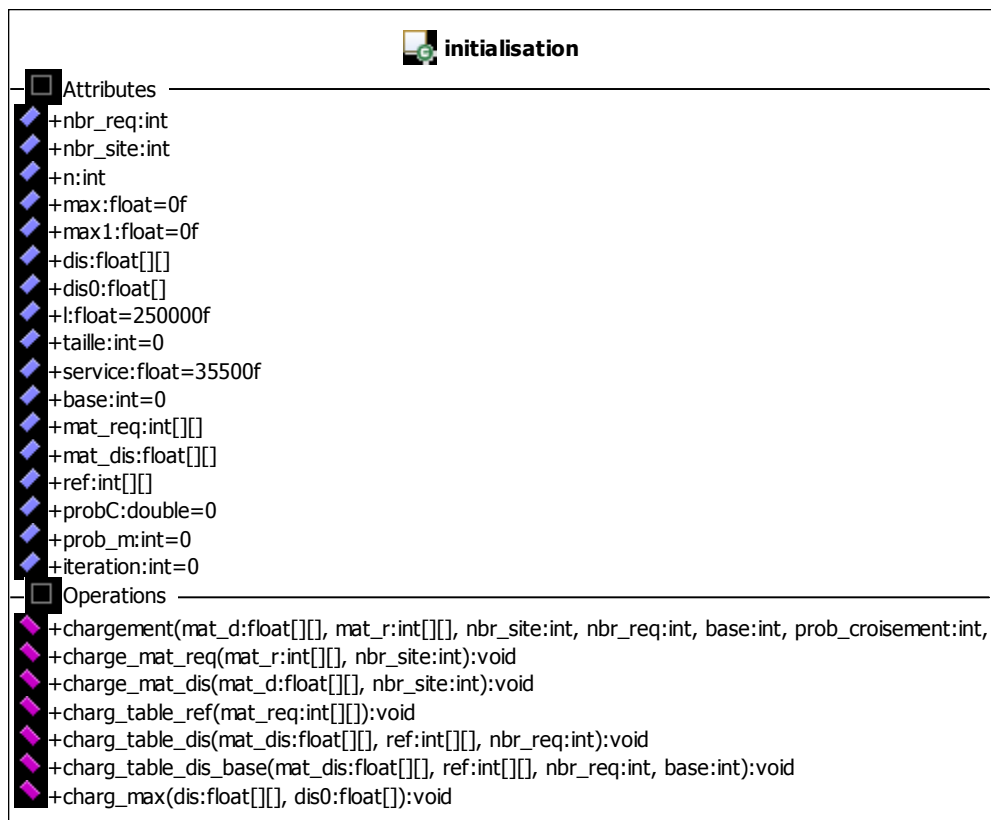 initialisation
Attributes
+nbr_req:int
+nbr_site:int
+n:int
+max:float=0f
+max1:float=0f
+dis:float[][]
+dis0:float[]
+l:float=250000f
+taille:int=0
+service:float=35500f
+base:int=0
+mat_req:int[][]
+mat_dis:float[][]
+ref:int[][]
+probC:double=0
+prob_m:int=0
+iteration:int=0
Operations
+chargement(mat_d:float[][], mat_r:int[][], nbr_site:int, nbr_req:int, base:int, prob_croisement:int,
+charge_mat_req(mat_r:int[][], nbr_site:int):void
+charge_mat_dis(mat_d:float[][], nbr_site:int):void
+charg_table_ref(mat_req:int[][]):void
+charg_table_dis(mat_dis:float[][], ref:int[][], nbr_req:int):void
+charg_table_dis_base(mat_dis:float[][], ref:int[][], nbr_req:int, base:int):void
+charg_max(dis:float[][], dis0:float[]):void